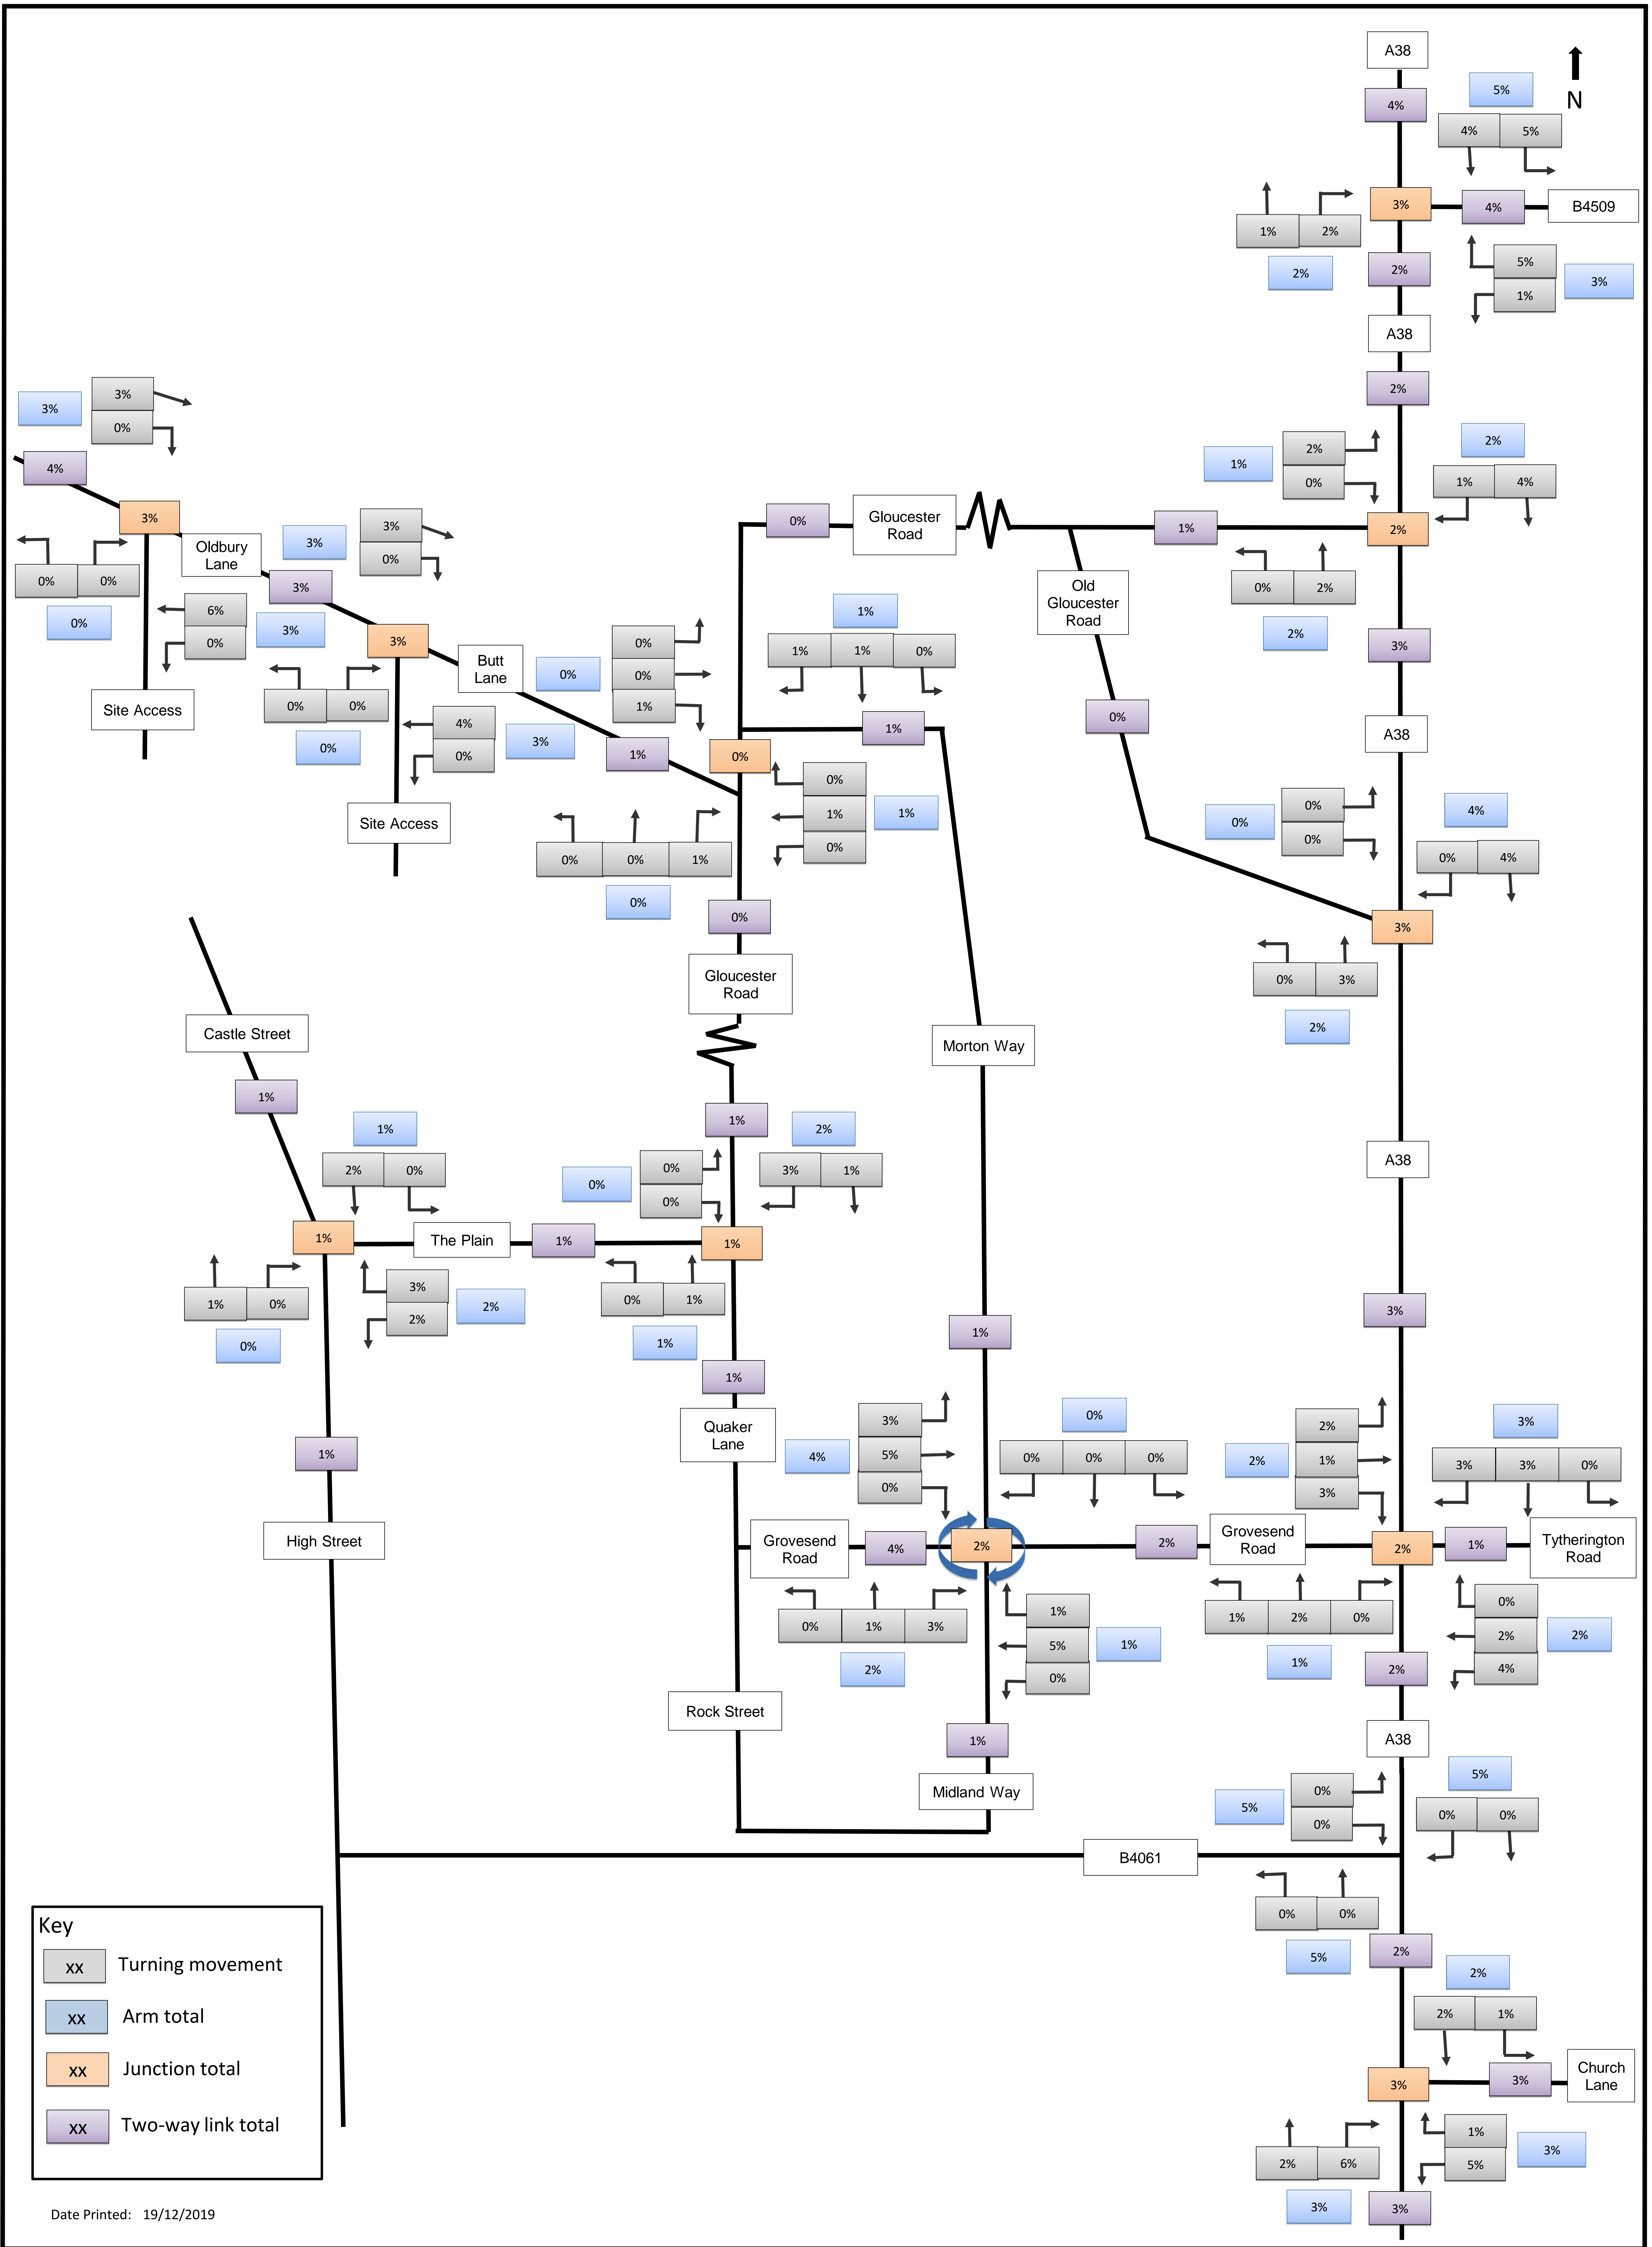 A38
N
4%
5%
4% 5%
3%
4%
B4509
1% 2%
2%
2%
5%
1%
3%
A38
2%
3%
3%
0%
4%
3%
Oldbury
Lane
0% 0%
0%
3%
3%
0%
3%
6%
0%
3%
Site Access
3%
0% 0%
0%
Butt
Lane
4%
0%
3%
Site Access
0%
Gloucester
Road
1%
2%
0%
2%
1% 4%
1%
2%
0% 2%
2%
Old
Gloucester
Road
3%
0%
0%
0%
1%
1%
1% 1% 0%
1%
1%
0%
0%
1%
0%
1%
0% 0% 1%
0%
0%
Gloucester
Road
0%
A38
0%
0%
0%
4%
0% 4%
3%
0% 3%
2%
Castle Street
1%
Morton Way
1%
2% 0%
1%
The Plain
1%
1% 0%
0%
3%
2%
2%
1%
2%
3% 1%
0%
0%
0%
1%
0% 1%
1%
1%
Quaker
Lane
A38
3%
1%
1%
High Street
4%
3%
5%
0%
0%
0% 0% 0%
Grovesend
Road
4%
2%
2%
Grovesend
Road
0% 1% 3%
2%
1%
5%
0%
1%
2%
2%
1%
3%
3%
3% 3% 0%
2%
1%
Tytherington
Road
1% 2% 0%
1%
0%
2%
4%
2%
2%
Rock Street
1%
Midland Way
A38
5%
0%
0%
5%
0% 0%
B4061
0% 0%
5%
2%
2%
2% 1%
3%
3%
Church
Lane
2% 6%
3%
1%
5%
3%
3%
Key
xx Turning movement
xx Arm total
xx Junction total
xx Two-way link total
Date Printed: 19/12/2019